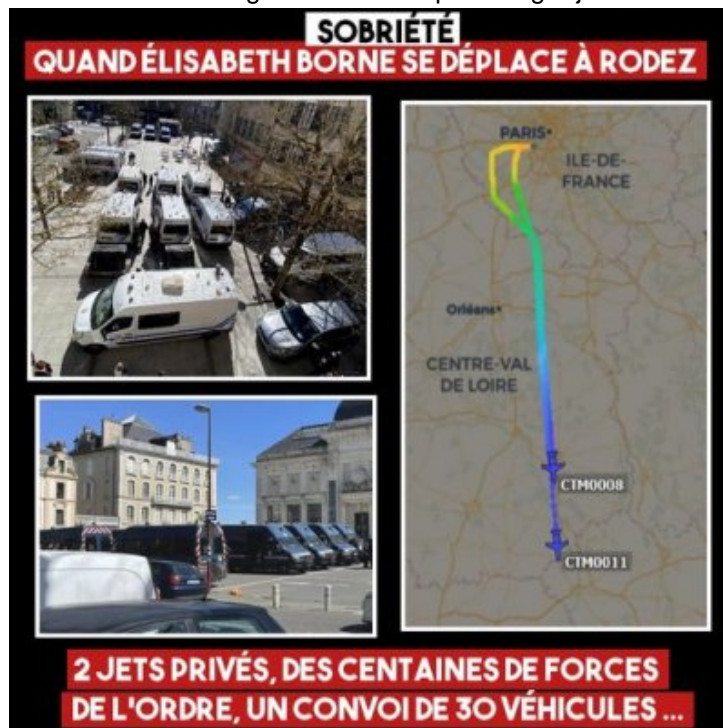 SOBRIÉTÉ
QUAND ÉLISABETH BORNE SE DÉPLACE À RODEZ
PARIS
ILE-DE-
FRANCE
Orléans
CENTRE-VAL
DE LOIRE
CTM0008
CTM0011
2 JETS PRIVÉS, DES CENTAINES DE FORCES
DE L'ORDRE, UN CONVOI DE 30 VÉHICULES ...